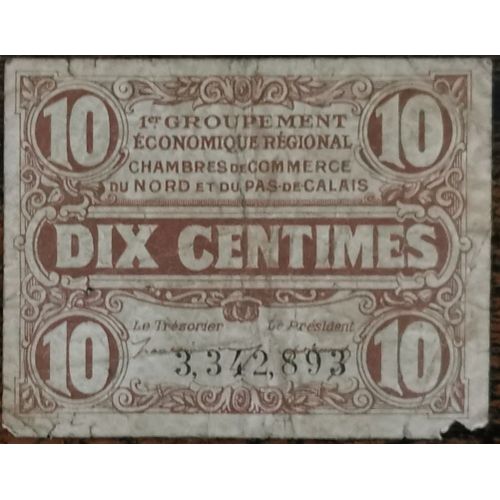 10 10
1er GROUPEMENT
ÉCONOMIQUE RÉGIONAL
CHAMBRES DE COMMERCE
DU NORD ET DU PAS-DE-CALAIS
DIX CENTIMES
Le Trésorier Le Président
3,342,893
10 10